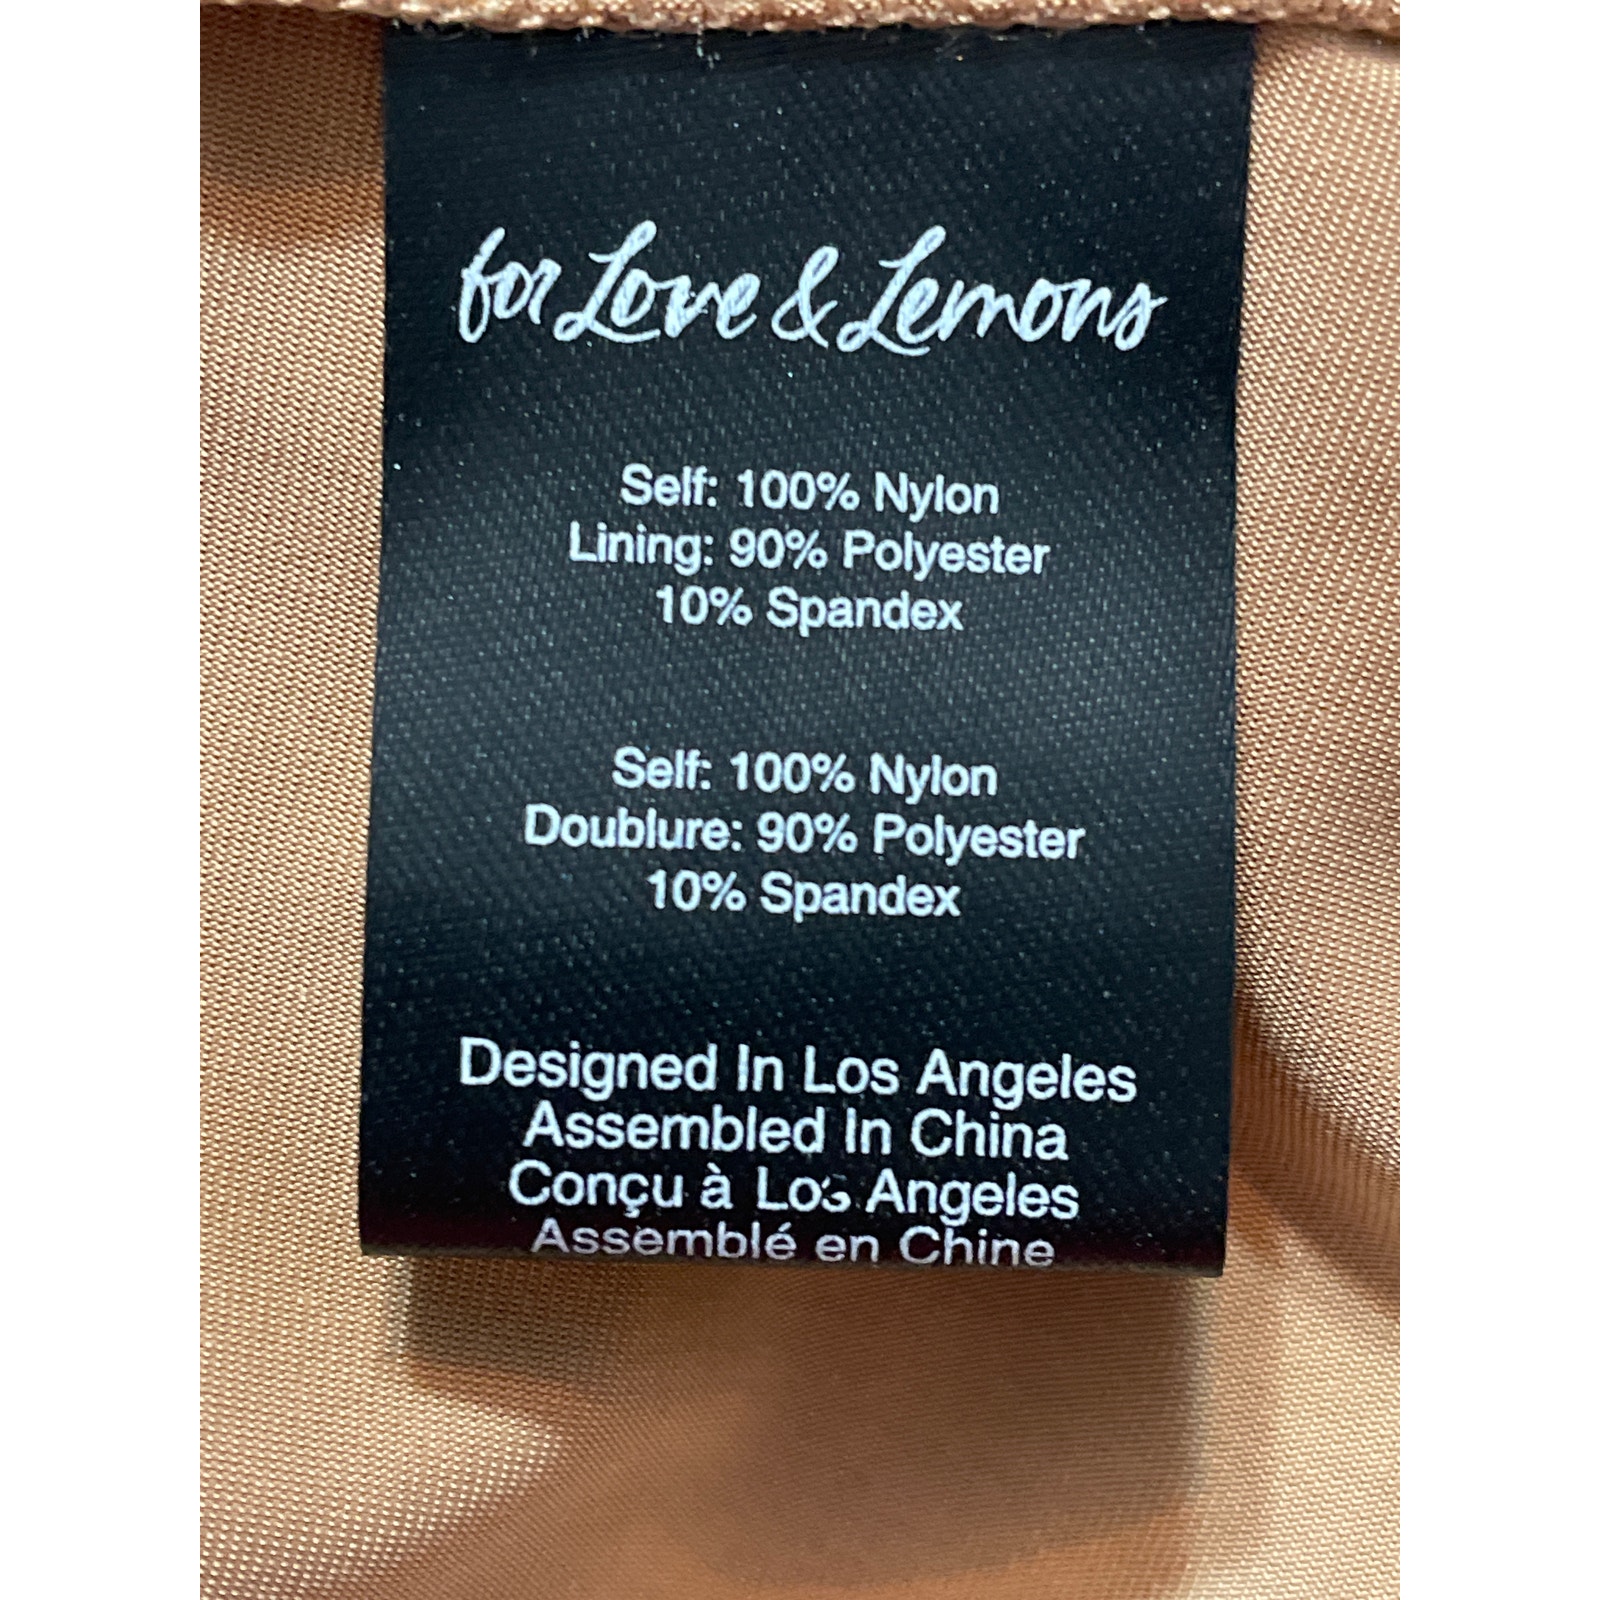 for Love & Lemons
Self: 100% Nylon
Lining: 90% Polyester
10% Spandex
Self: 100% Nylon
Doublure: 90% Polyester
10% Spandex
Designed In Los Angeles
Assembled In China
Conçu à Los Angeles
Assemblé en Chine